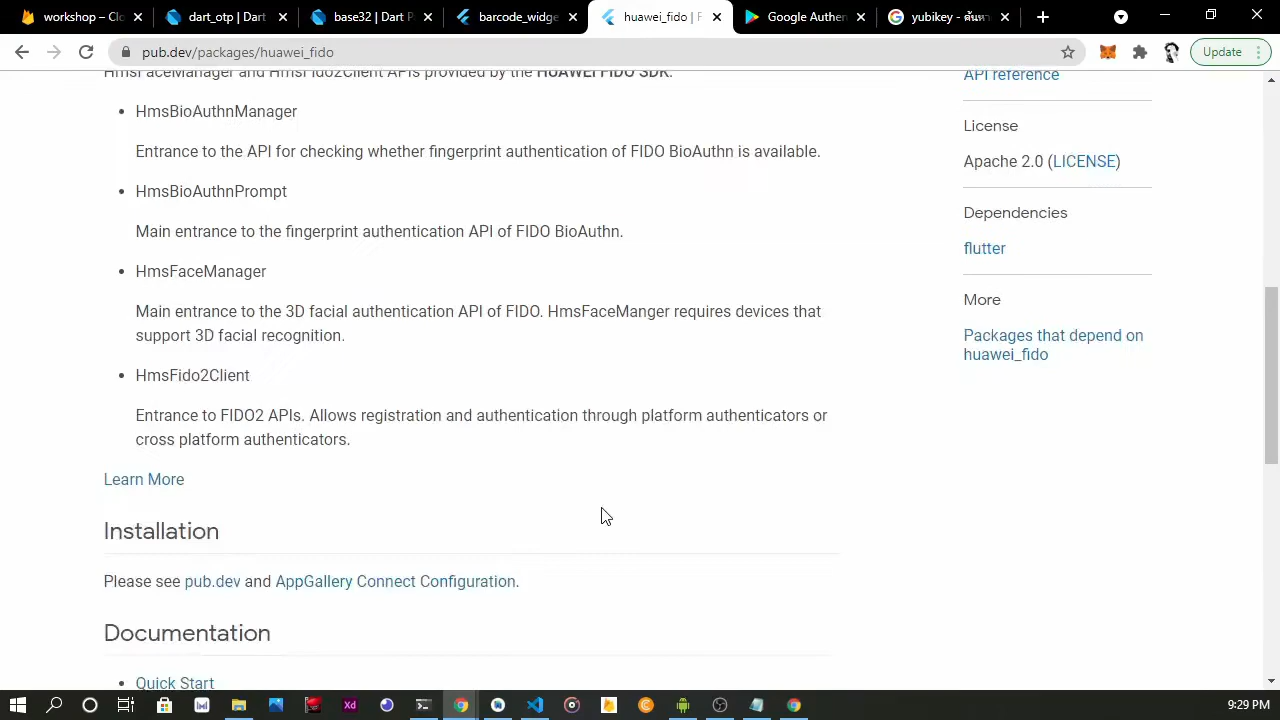 workshop – Clo
dart_otp | Dart
base32 | Dart P
barcode_widge
huawei_fido | F
Google Authen
yubikey - ค้นหา
pub.dev/packages/huawei_fido
Update
HmsFaceManager and HmsFido2Client APIs provided by the HUAWEI FIDO SDK.
• HmsBioAuthnManager
Entrance to the API for checking whether fingerprint authentication of FIDO BioAuthn is available.
• HmsBioAuthnPrompt
Main entrance to the fingerprint authentication API of FIDO BioAuthn.
• HmsFaceManager
Main entrance to the 3D facial authentication API of FIDO. HmsFaceManger requires devices that
support 3D facial recognition.
• HmsFido2Client
Entrance to FIDO2 APIs. Allows registration and authentication through platform authenticators or
cross platform authenticators.
Learn More
Installation
Please see pub.dev and AppGallery Connect Configuration.
Documentation
• Quick Start
API reference
License
Apache 2.0 (LICENSE)
Dependencies
flutter
More
Packages that depend on
huawei_fido
Xd
9:29 PM